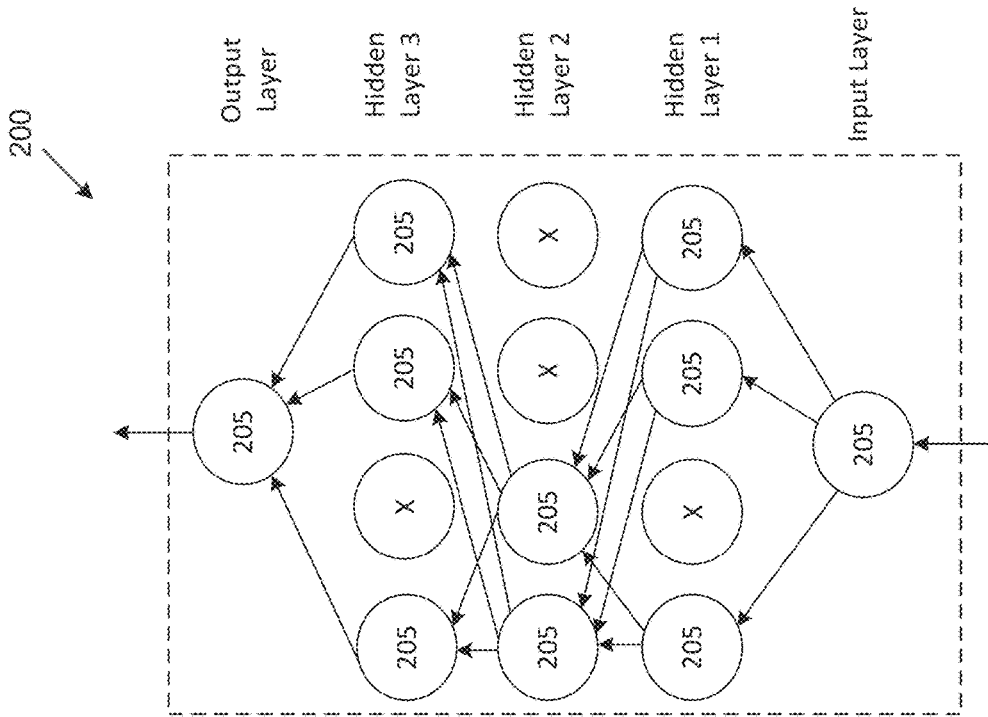 200
205
Output
Layer
205 X 205 205
Hidden
Layer 3
205 205 X X
Hidden
Layer 2
205 X 205 205
Hidden
Layer 1
205
Input Layer